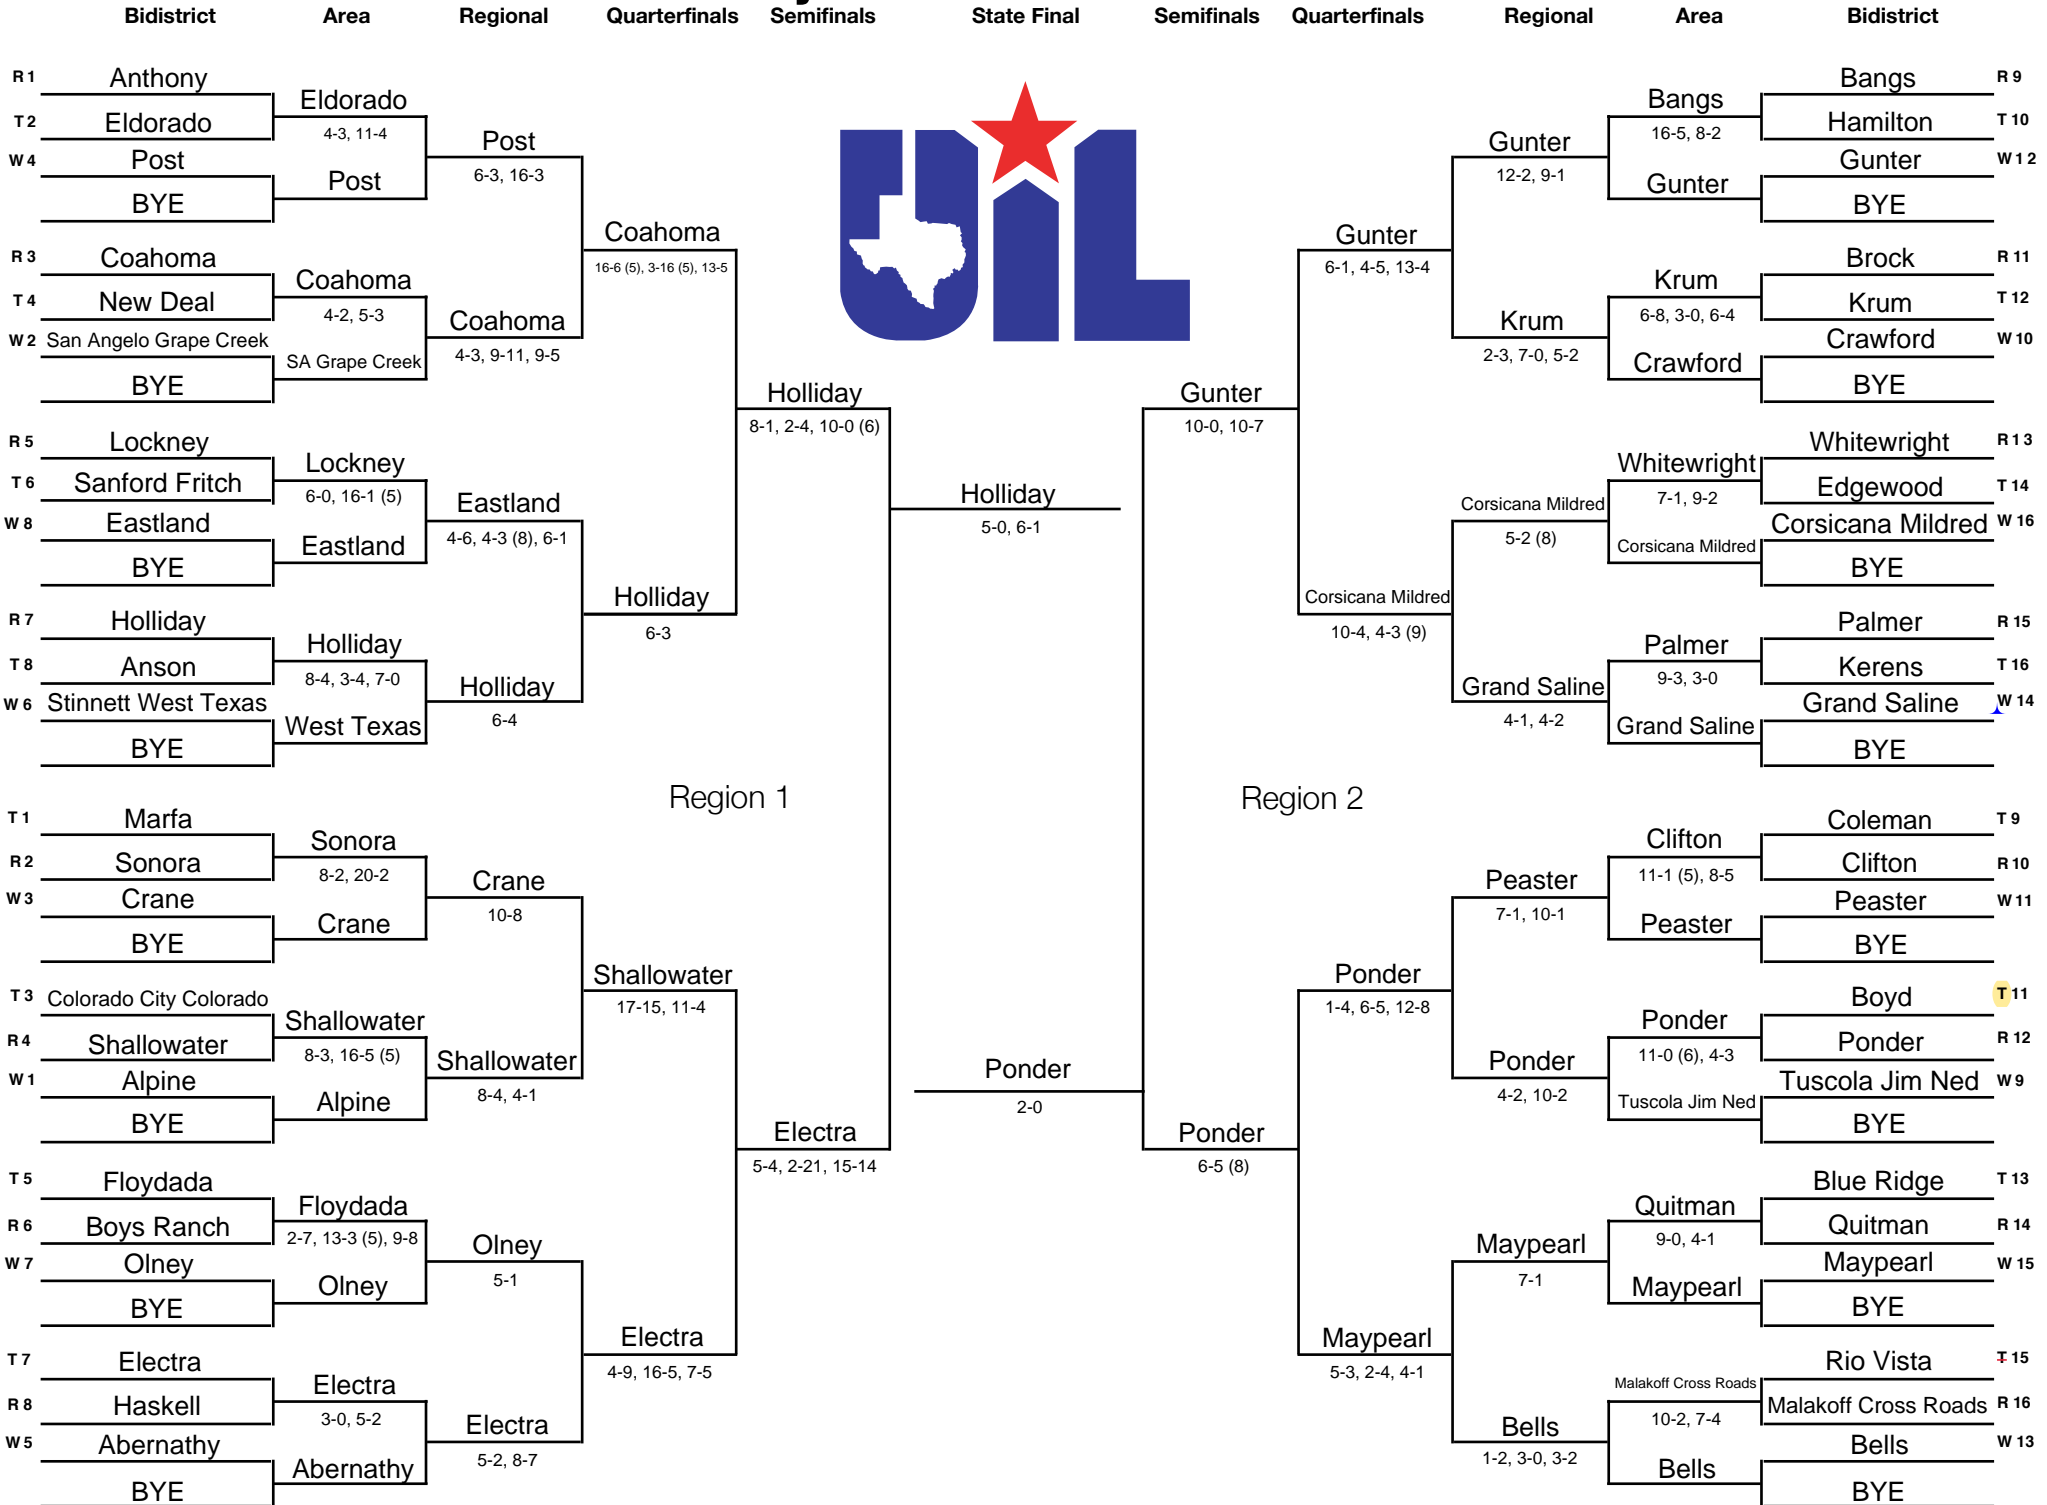 Bidistrict Area Regional Quarterfinals Semifinals State Final Semifinals Quarterfinals Regional Area Bidistrict
R 1 Anthony
Eldorado
4-3, 11-4
T 2 Eldorado
Post
6-3, 16-3
W 4 Post
Post
BYE
Coahoma
16-6 (5), 3-16 (5), 13-5
R 3 Coahoma
Coahoma
4-2, 5-3
T 4 New Deal
Coahoma
4-3, 9-11, 9-5
W 2 San Angelo Grape Creek
SA Grape Creek
BYE
Holliday
8-1, 2-4, 10-0 (6)
R 5 Lockney
Lockney
6-0, 16-1 (5)
T 6 Sanford Fritch
Eastland
4-6, 4-3 (8), 6-1
W 8 Eastland
Eastland
BYE
Holliday
6-3
R 7 Holliday
Holliday
8-4, 3-4, 7-0
T 8 Anson
Holliday
6-4
W 6 Stinnett West Texas
West Texas
BYE
Region 1
Holliday
5-0, 6-1
T 1 Marfa
Sonora
8-2, 20-2
R 2 Sonora
Crane
10-8
W 3 Crane
Crane
BYE
Shallowater
17-15, 11-4
T 3 Colorado City Colorado
Shallowater
8-3, 16-5 (5)
R 4 Shallowater
Shallowater
8-4, 4-1
W 1 Alpine
Alpine
BYE
Electra
5-4, 2-21, 15-14
T 5 Floydada
Floydada
2-7, 13-3 (5), 9-8
R 6 Boys Ranch
Olney
5-1
W 7 Olney
Olney
BYE
Electra
4-9, 16-5, 7-5
T 7 Electra
Electra
3-0, 5-2
R 8 Haskell
Electra
5-2, 8-7
W 5 Abernathy
Abernathy
BYE
UIL
Bangs R 9
Bangs
16-5, 8-2
Hamilton T 10
Gunter
12-2, 9-1
Gunter W 1 2
Gunter
BYE
Gunter
6-1, 4-5, 13-4
Brock R 11
Krum
6-8, 3-0, 6-4
Krum T 12
Krum
2-3, 7-0, 5-2
Crawford W 10
Crawford
BYE
Gunter
10-0, 10-7
Whitewright R 1 3
Whitewright
7-1, 9-2
Edgewood T 14
Corsicana Mildred
5-2 (8)
Corsicana Mildred W 16
Corsicana Mildred
BYE
Corsicana Mildred
10-4, 4-3 (9)
Palmer R 15
Palmer
9-3, 3-0
Kerens T 16
Grand Saline
4-1, 4-2
Grand Saline W 14
Grand Saline
BYE
Region 2
Ponder
2-0
Coleman T 9
Clifton
11-1 (5), 8-5
Clifton R 10
Peaster
7-1, 10-1
Peaster W 11
Peaster
BYE
Ponder
1-4, 6-5, 12-8
Boyd T 11
Ponder
11-0 (6), 4-3
Ponder R 12
Ponder
4-2, 10-2
Tuscola Jim Ned W 9
Tuscola Jim Ned
BYE
Ponder
6-5 (8)
Blue Ridge T 13
Quitman
9-0, 4-1
Quitman R 14
Maypearl
7-1
Maypearl W 15
Maypearl
BYE
Maypearl
5-3, 2-4, 4-1
Rio Vista T 15
Malakoff Cross Roads
10-2, 7-4
Malakoff Cross Roads R 16
Bells
1-2, 3-0, 3-2
Bells W 13
Bells
BYE